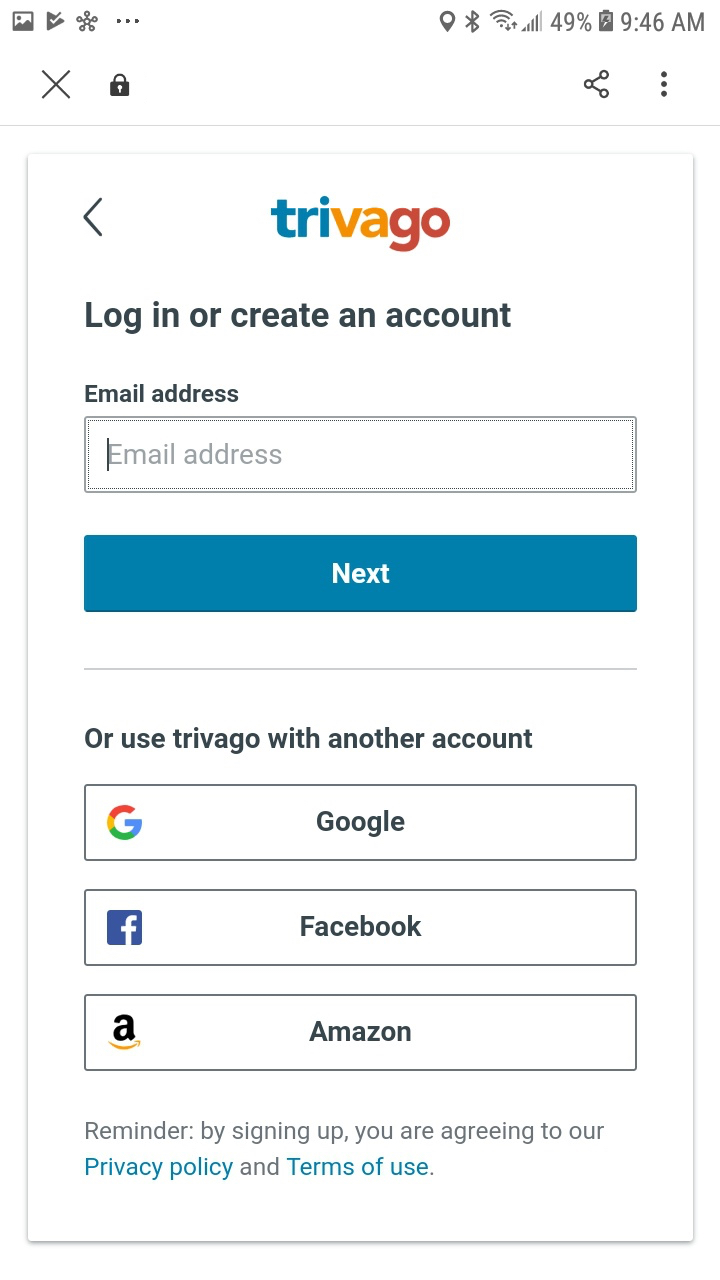 49% 9:46 AM
trivago
Log in or create an account
Email address
Email address
Next
Or use trivago with another account
Google
Facebook
Amazon
Reminder: by signing up, you are agreeing to our
Privacy policy and Terms of use.